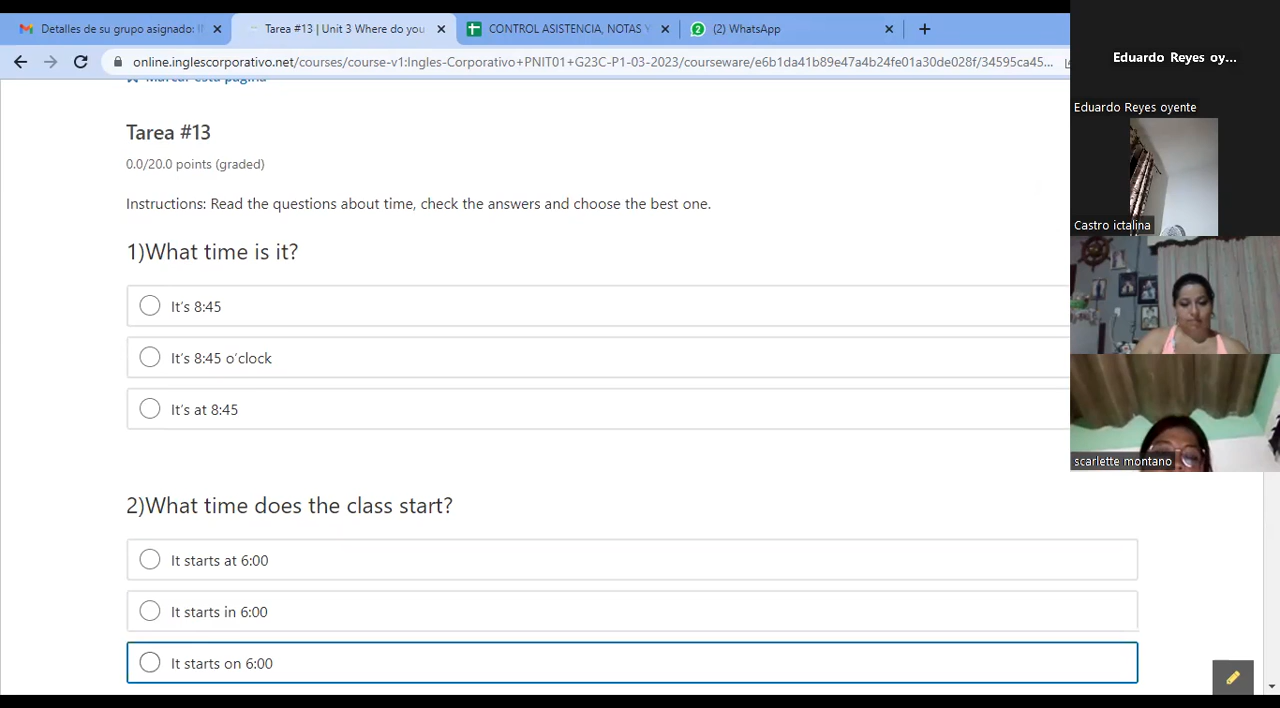 Detalles de su grupo asignado: I
Tarea #13 | Unit 3 Where do you
CONTROL ASISTENCIA, NOTAS Y
2
(2) WhatsApp
online.inglescorporativo.net/courses/course-v1:Ingles-Corporativo+PNIT01+G23C-P1-03-2023/courseware/e6b1da41b89e47a4b24fe01a30de028f/34595ca45...
Marcar esta página
Tarea #13
0.0/20.0 points (graded)
Instructions: Read the questions about time, check the answers and choose the best one.
1)What time is it?
It's 8:45
It's 8:45 o'clock
It's at 8:45
2)What time does the class start?
It starts at 6:00
It starts in 6:00
It starts on 6:00
Eduardo Reyes oy...
Eduardo Reyes oyente
Castro ictalina
scarlette montano